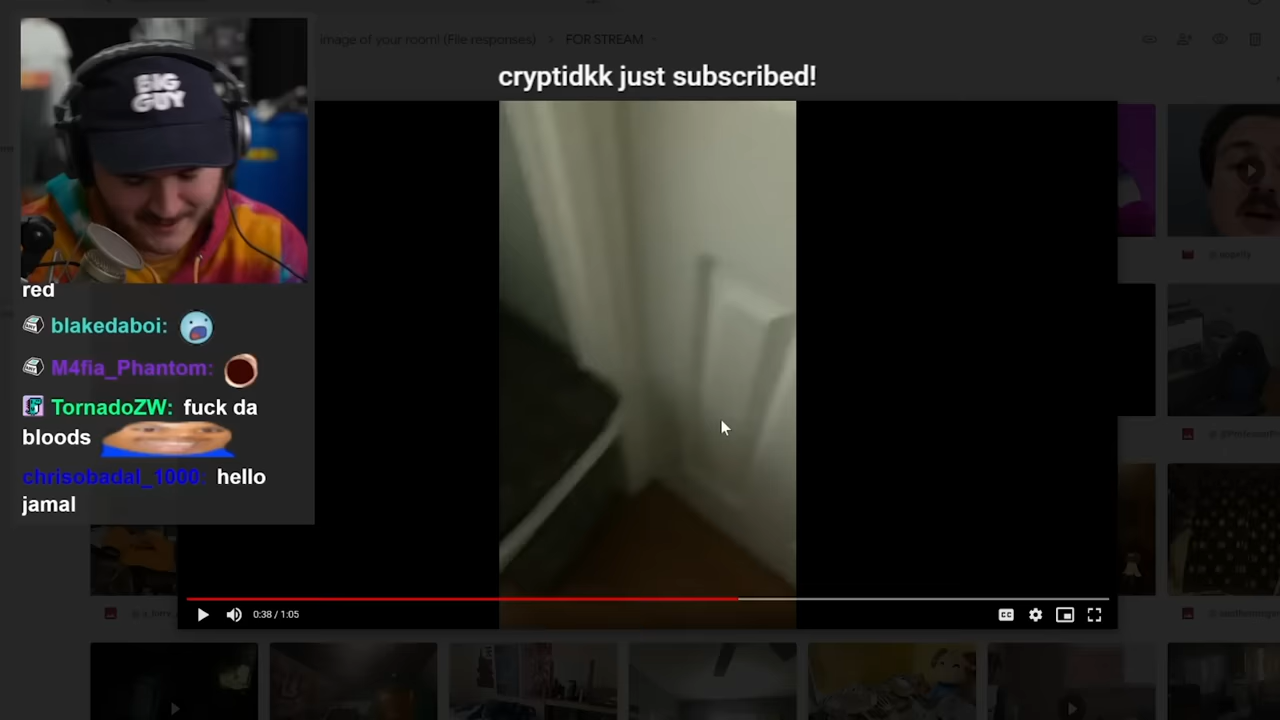 image of your room! (File responses) > FOR STREAM
cryptidkk just subscribed!
BIG
GUY
red
blakedaboi:
M4fia_Phantom:
TornadoZW: fuck da
bloods
chrisobadal_1000: hello
jamal
0:38 / 1:05
CC